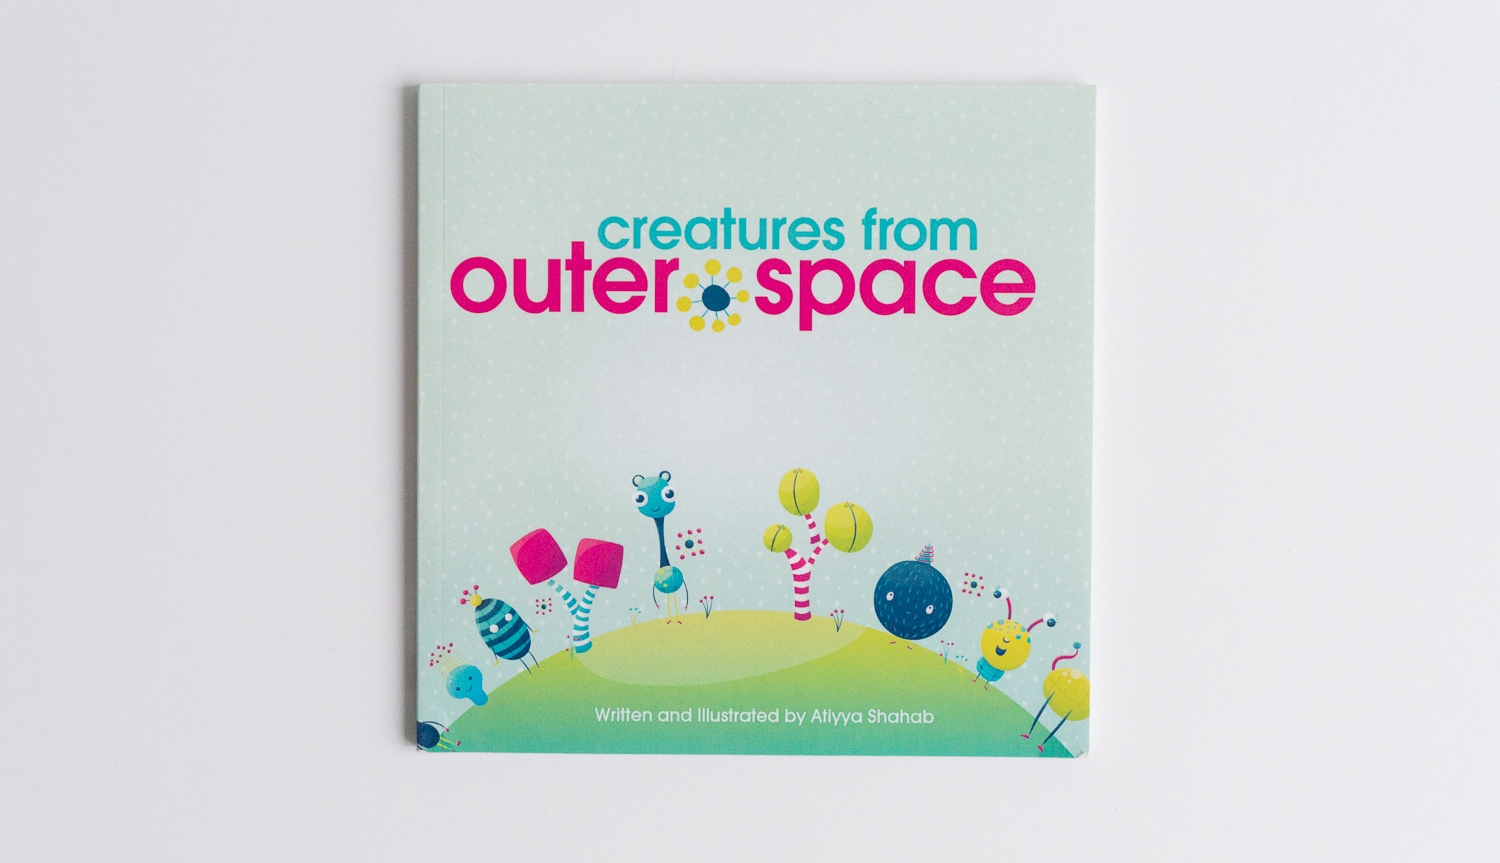 creatures from
outer space
Written and Illustrated by Atiyya Shahab